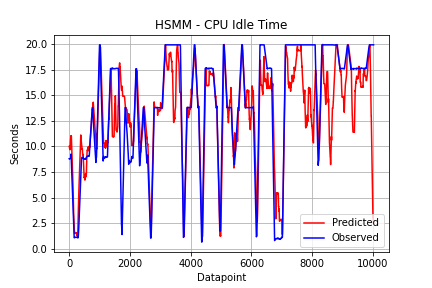 HSMM - CPU Idle Time
20.0
17.5
15.0
12.5
10.0
7.5
5.0
2.5
0.0
Seconds
0 2000 4000 6000 8000 10000
Datapoint
Predicted
Observed